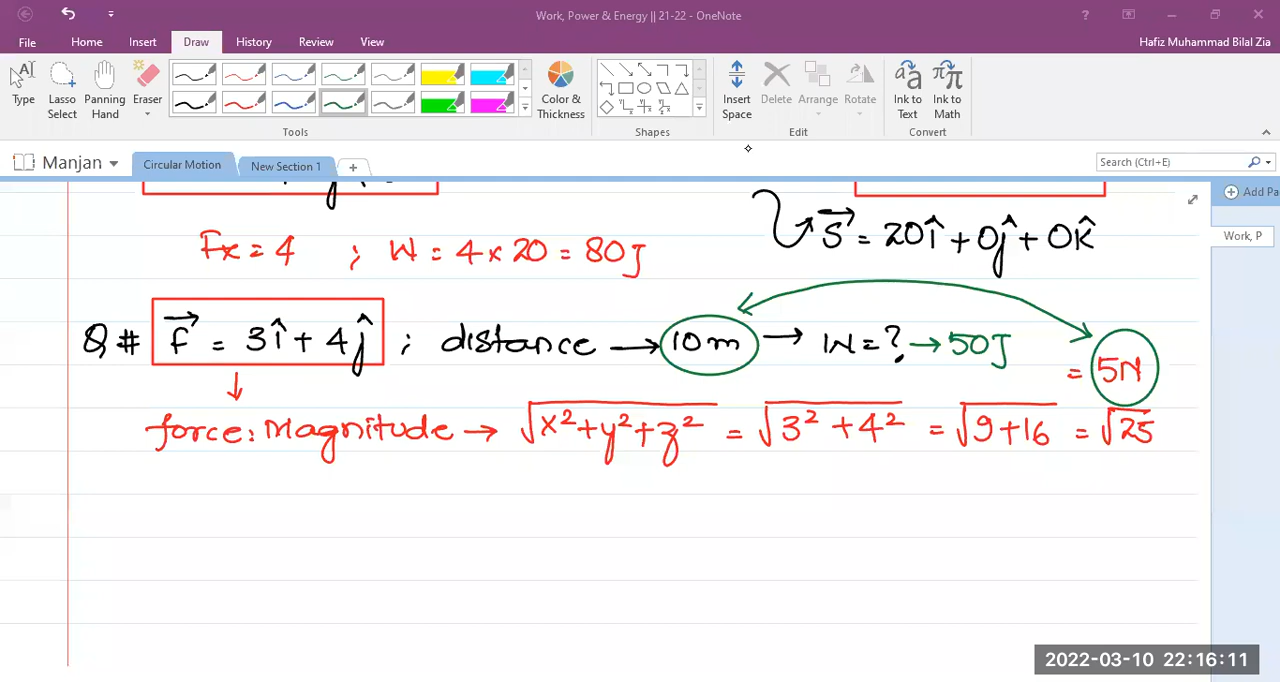 Work, Power & Energy || 21-22 - OneNote
File Home Insert Draw History Review View Hafiz Muhammad Bilal Zia
Type Lasso Select Panning Hand Eraser Color & Thickness Insert Space Delete Arrange Rotate Ink to Text Ink to Math
Tools Shapes Edit Convert
Manjan Circular Motion New Section 1 Search (Ctrl+E)
Add Pa
Work, P
S = 20î + 0ĵ + 0k̂
Fx = 4 ; W = 4 × 20 = 80J
Q # F = 3î + 4ĵ ; distance → 10m → W = ? → 50J
= 5N
force: Magnitude → √x²+y²+z² = √3² + 4² = √9+16 = √25
2022-03-10 22:16:11